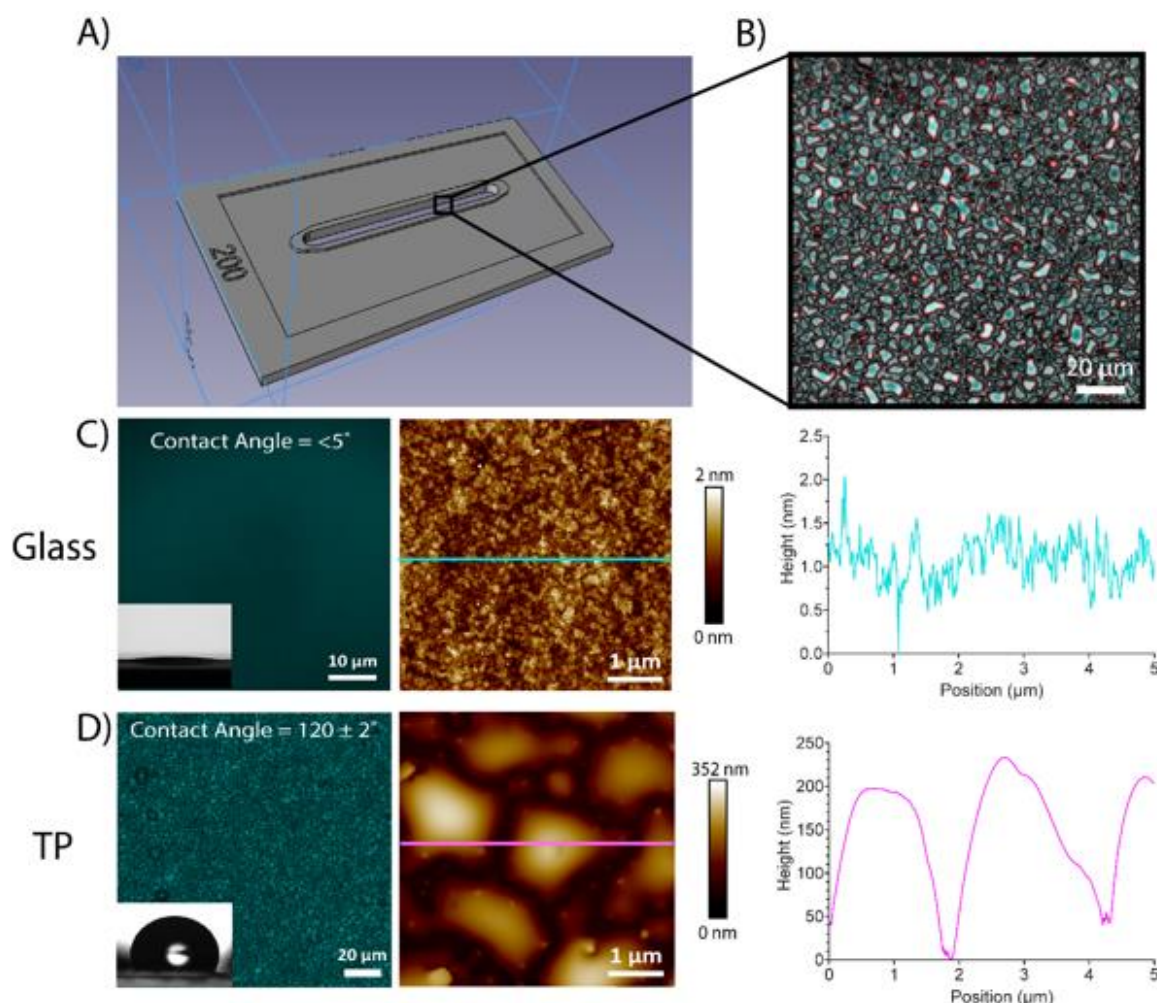 A)
B)
200
20 µm
C)
Contact Angle = <5°
Glass
10 µm
1 µm
2 nm
0 nm
Height (nm)
2.5
2.0
1.5
1.0
0.5
0.0
0 1 2 3 4 5
Position (µm)
D)
Contact Angle = 120 ± 2°
TP
20 µm
1 µm
352 nm
0 nm
Height (nm)
250
200
150
100
50
0
0 1 2 3 4 5
Position (µm)